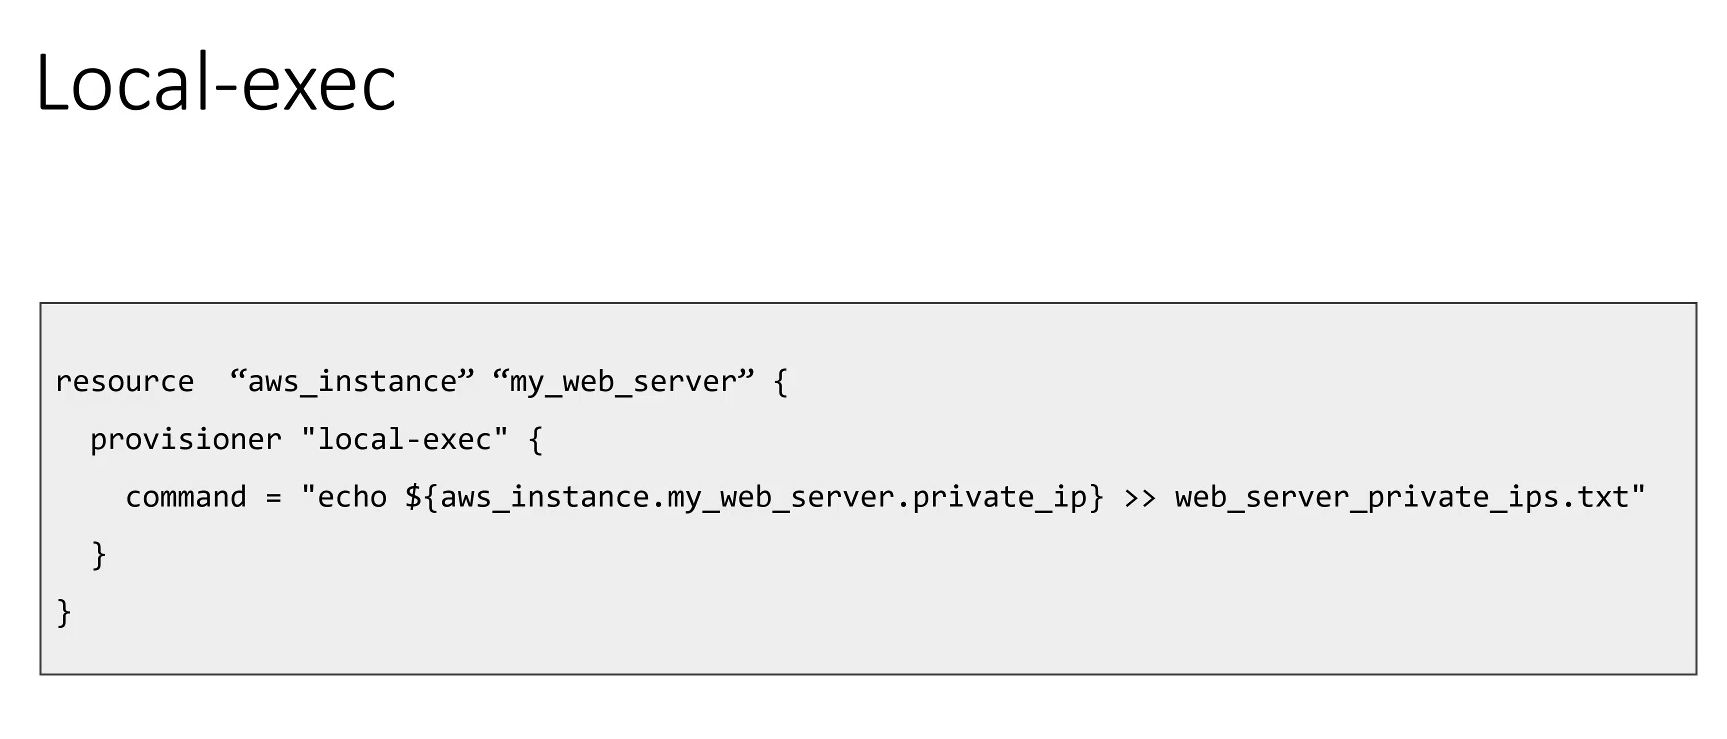 Local-exec
resource  “aws_instance” “my_web_server” {
  provisioner "local-exec" {
    command = "echo ${aws_instance.my_web_server.private_ip} >> web_server_private_ips.txt"
  }
}